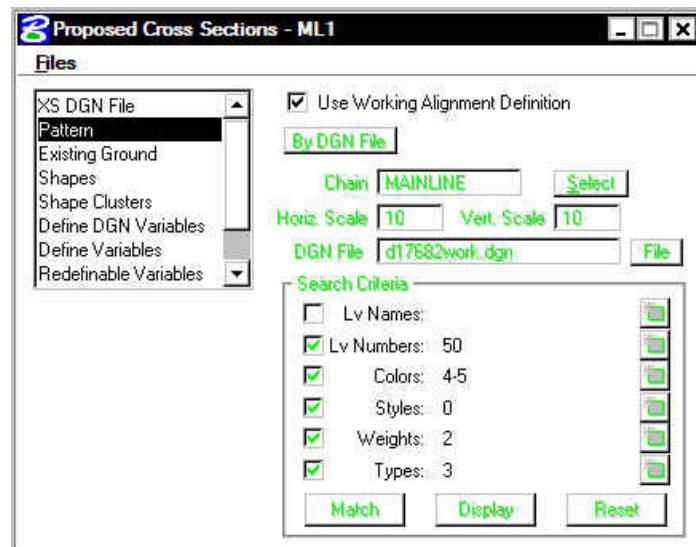 Proposed Cross Sections - ML1
Files
XS DGN File
Pattern
Existing Ground
Shapes
Shape Clusters
Define DGN Variables
Define Variables
Redefinable Variables
Use Working Alignment Definition
By DGN File
Chain MAINLINE Select
Horiz. Scale 10 Vert. Scale 10
DGN File d17682work.dgn File
Search Criteria
Lv Names:
Lv Numbers: 50
Colors: 4-5
Styles: 0
Weights: 2
Types: 3
Match Display Reset